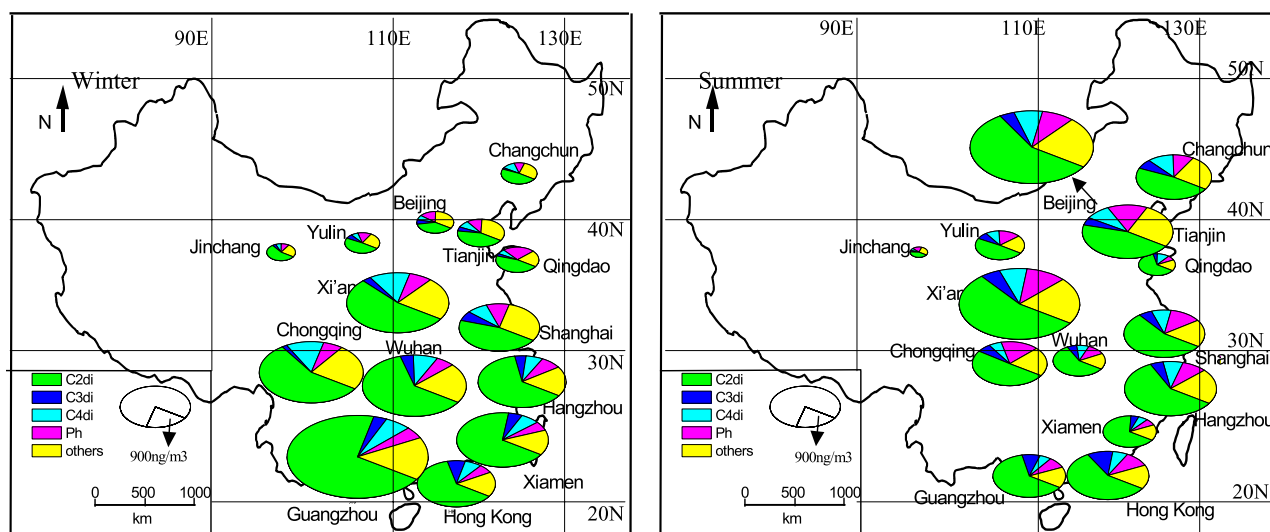 90E
110E
130E
Winter
50N
N
Changchun
Beijing
40N
Yulin
Jinchang
Tianjin
Qingdao
Xi'an
Shanghai
Chongqing
Wuhan
30N
C2di
C3di
C4di
Ph
others
900ng/m3
Hangzhou
Xiamen
0 500 1000
km
Guangzhou
Hong Kong
20N
90E
110E
130E
Summer
50N
N
Changchun
Beijing
40N
Yulin
Tianjin
Jinchang
Qingdao
Xi'an
Wuhan
30N
Chongqing
Shanghai
C2di
C3di
C4di
Ph
others
900ng/m3
Hangzhou
Xiamen
0 500 1000
km
Guangzhou
Hong Kong
20N